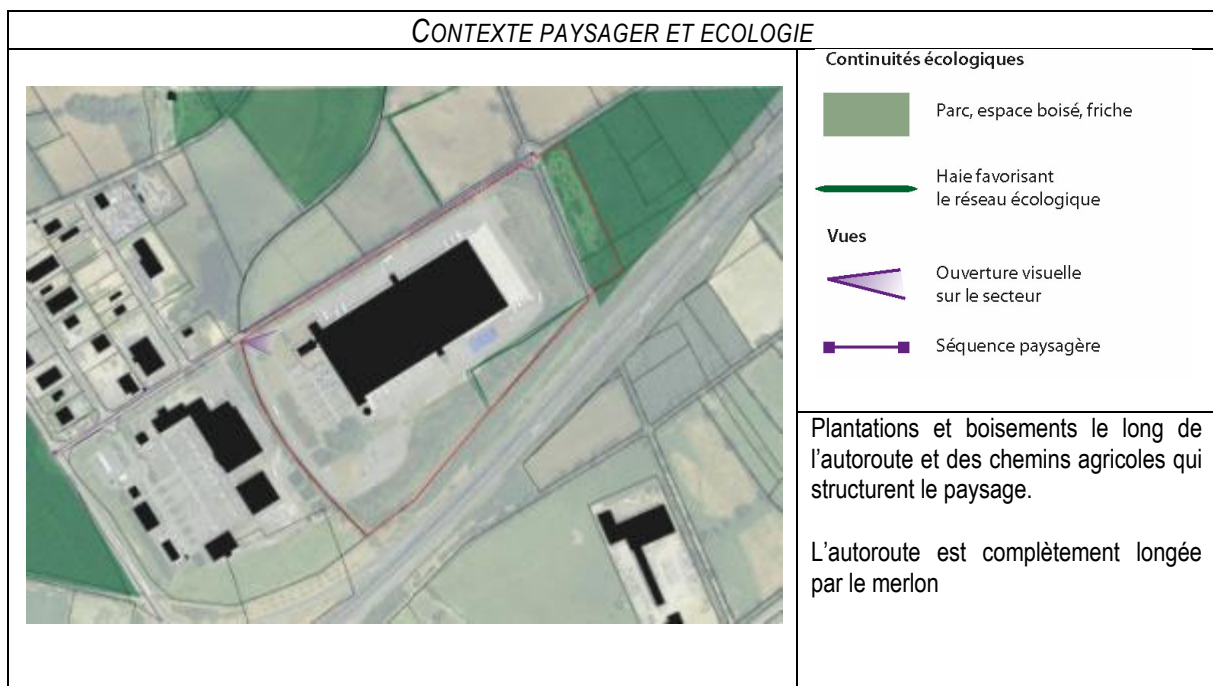 CONTEXTE PAYSAGER ET ECOLOGIE
Continuités écologiques
Parc, espace boisé, friche
Haie favorisant
le réseau écologique
Vues
Ouverture visuelle
sur le secteur
Séquence paysagère
Plantations et boisements le long de
l’autoroute et des chemins agricoles qui
structurent le paysage.
L’autoroute est complètement longée
par le merlon